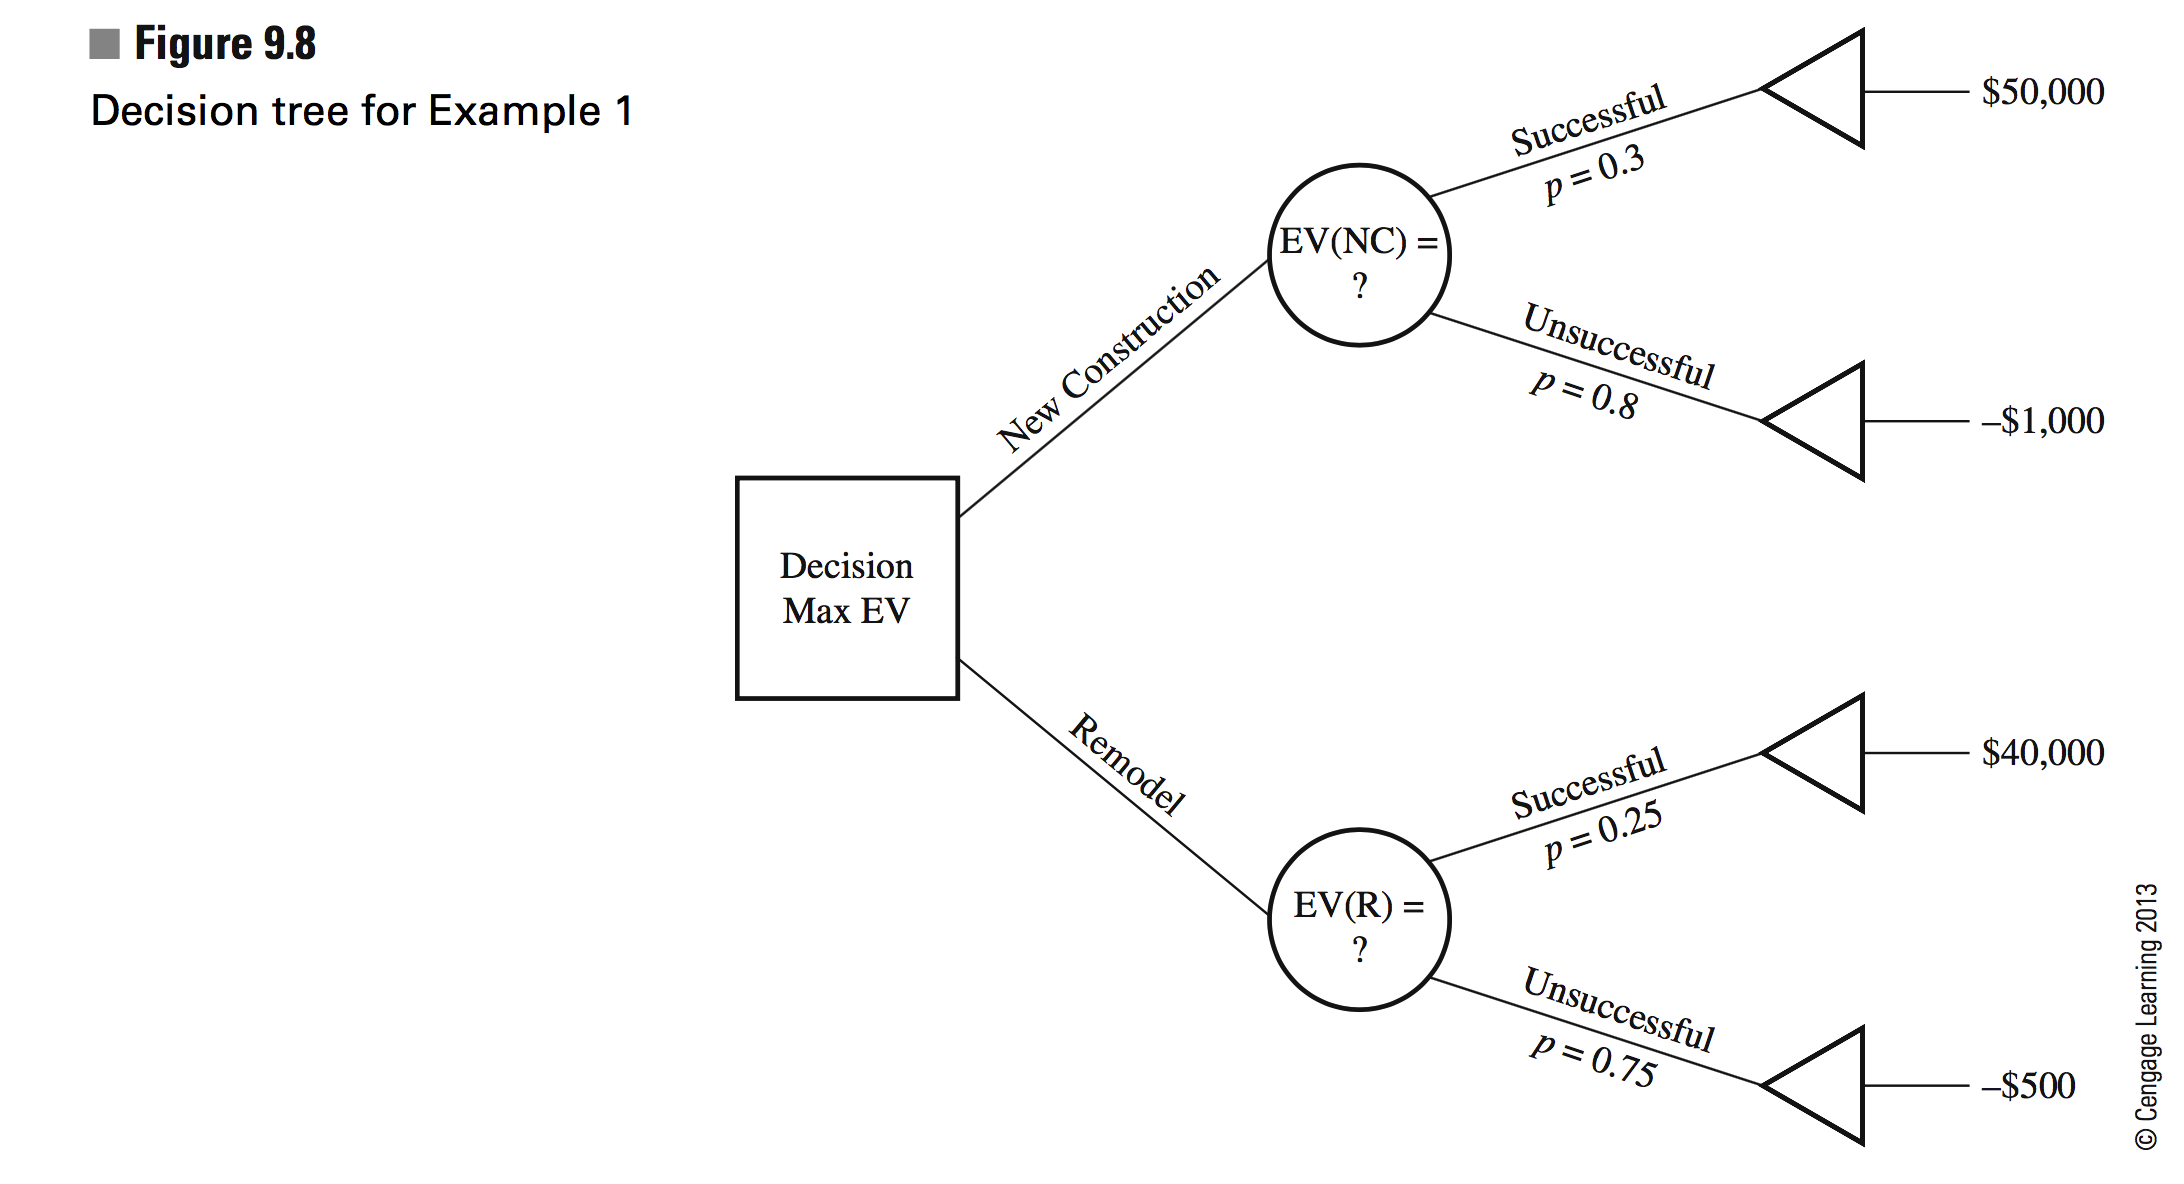 Figure 9.8
Decision tree for Example 1
Successful
p = 0.3
$50,000
EV(NC) =
?
New Construction
Unsuccessful
p = 0.8
–$1,000
Decision
Max EV
Remodel
Successful
p = 0.25
$40,000
EV(R) =
?
Unsuccessful
p = 0.75
–$500
© Cengage Learning 2013